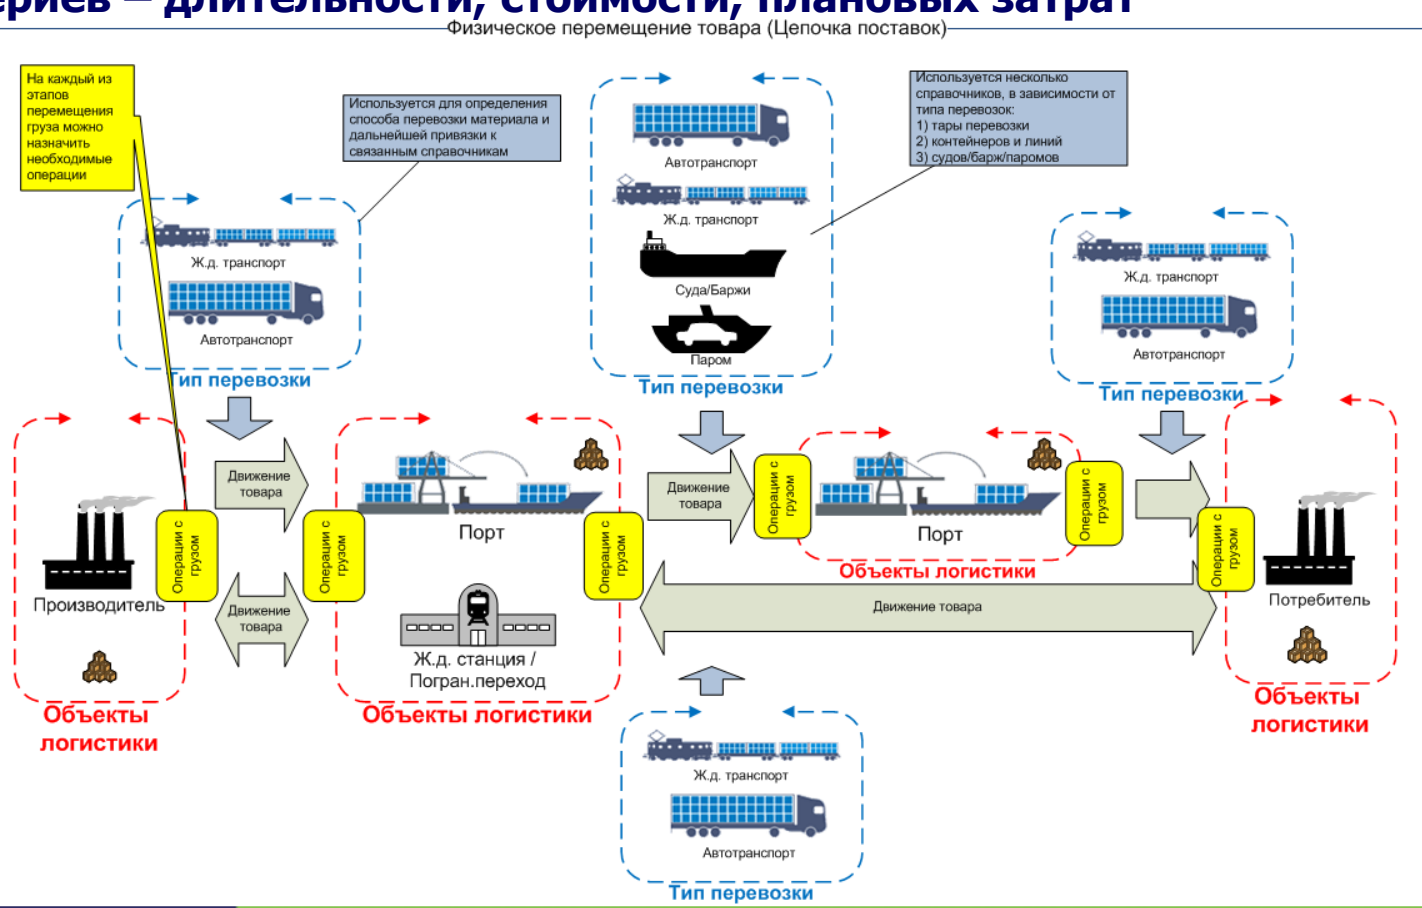 ериев – длительности, стоимости, плановых затрат
Физическое перемещение товара (Цепочка поставок)
На каждый из
этапов
перемещения
груза можно
назначить
необходимые
операции
Используется для определения
способа перевозки материала и
дальнейшей привязки к
связанным справочникам
Используется несколько
справочников, в зависимости от
типа перевозок:
1) тары перевозки
2) контейнеров и линий
3) судов/барж/паромов
Ж.д. транспорт
Автотранспорт
Тип перевозки
Автотранспорт
Ж.д. транспорт
Суда/Баржи
Паром
Тип перевозки
Ж.д. транспорт
Автотранспорт
Тип перевозки
Производитель
Объекты
логистики
Операции с
грузом
Движение
товара
Движение
товара
Операции с
грузом
Порт
Ж.д. станция /
Погран.переход
Объекты логистики
Операции с
грузом
Движение
товара
Операции с
грузом
Порт
Объекты логистики
Операции с
грузом
Движение товара
Операции с
грузом
Потребитель
Объекты
логистики
Ж.д. транспорт
Автотранспорт
Тип перевозки